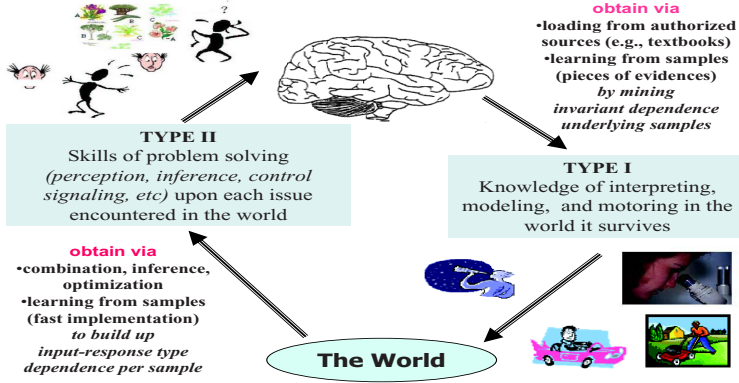 obtain via
•loading from authorized
sources (e.g., textbooks)
•learning from samples
(pieces of evidences)
by mining
invariant dependence
underlying samples
A
B
C
B
C
A
?
TYPE II
Skills of problem solving
(perception, inference, control
signaling, etc) upon each issue
encountered in the world
TYPE I
Knowledge of interpreting,
modeling, and motoring in the
world it survives
obtain via
•combination, inference,
optimization
•learning from samples
(fast implementation)
to build up
input-response type
dependence per sample
The World